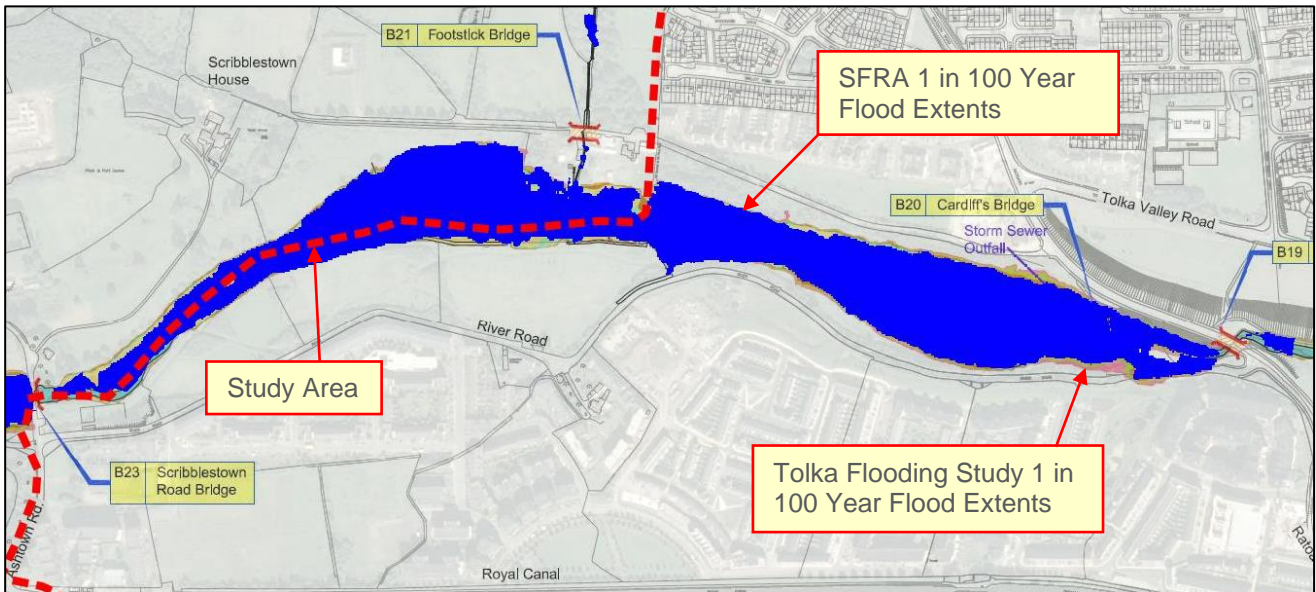 B21 Footstick Bridge
Scribblestown
House
SFRA 1 in 100 Year
Flood Extents
School
Tolka Valley Road
B20 Cardiff's Bridge
Storm Sewer
Outfall
B19
River Road
Study Area
Tolka Flooding Study 1 in
100 Year Flood Extents
B23 Scribblestown
Road Bridge
Ashtown Rd.
Royal Canal
Ratoa